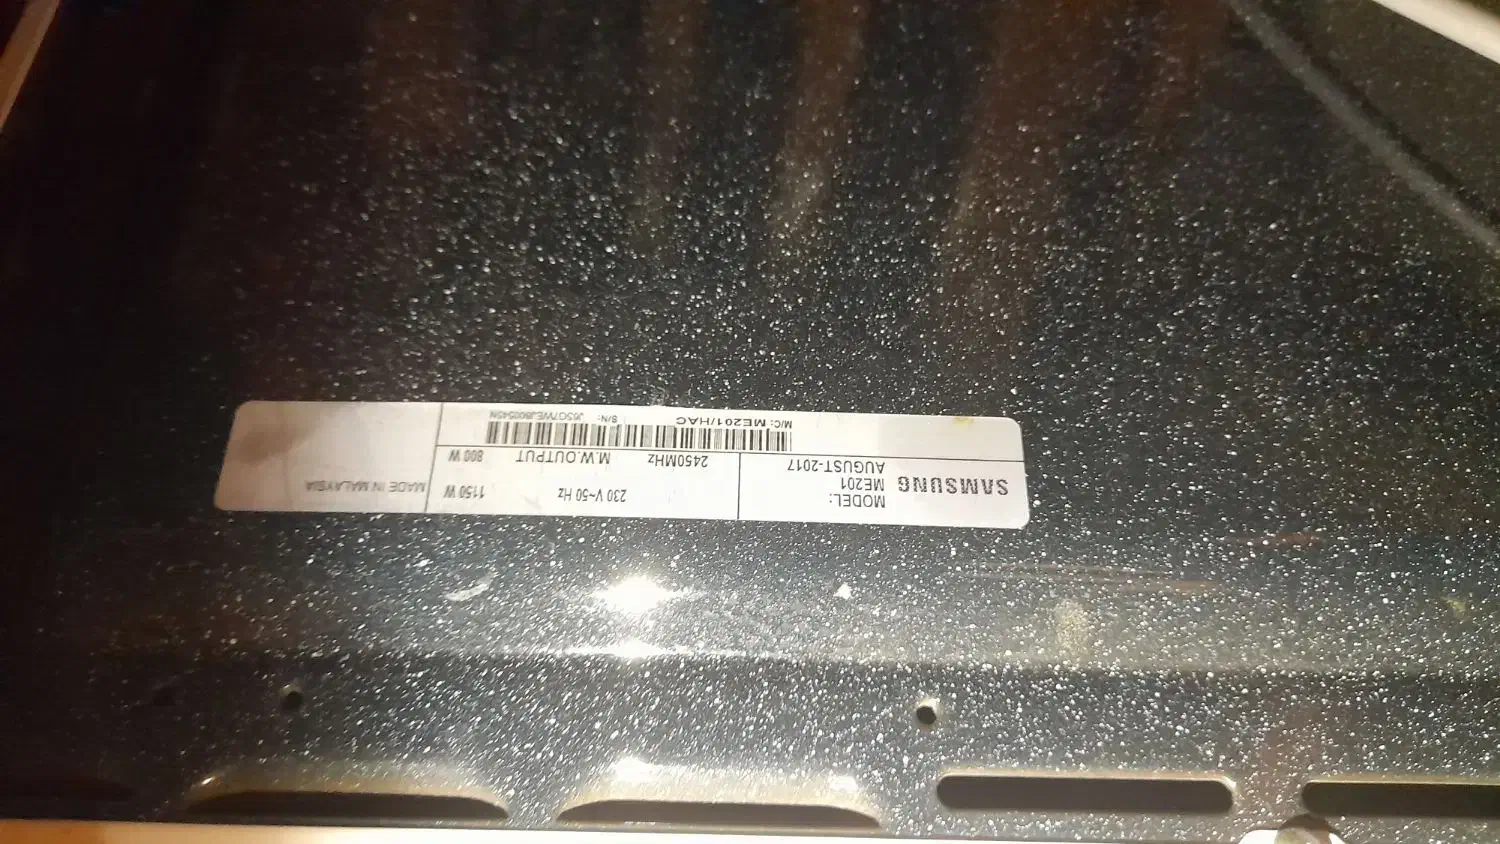 SAMSUNG
MODEL:
ME201
AUGUST-2017
230 V~50 Hz 1150 W
2450MHz M.W.OUTPUT 800 W
MADE IN MALAYSIA
M/C: ME201/HAC S/N: